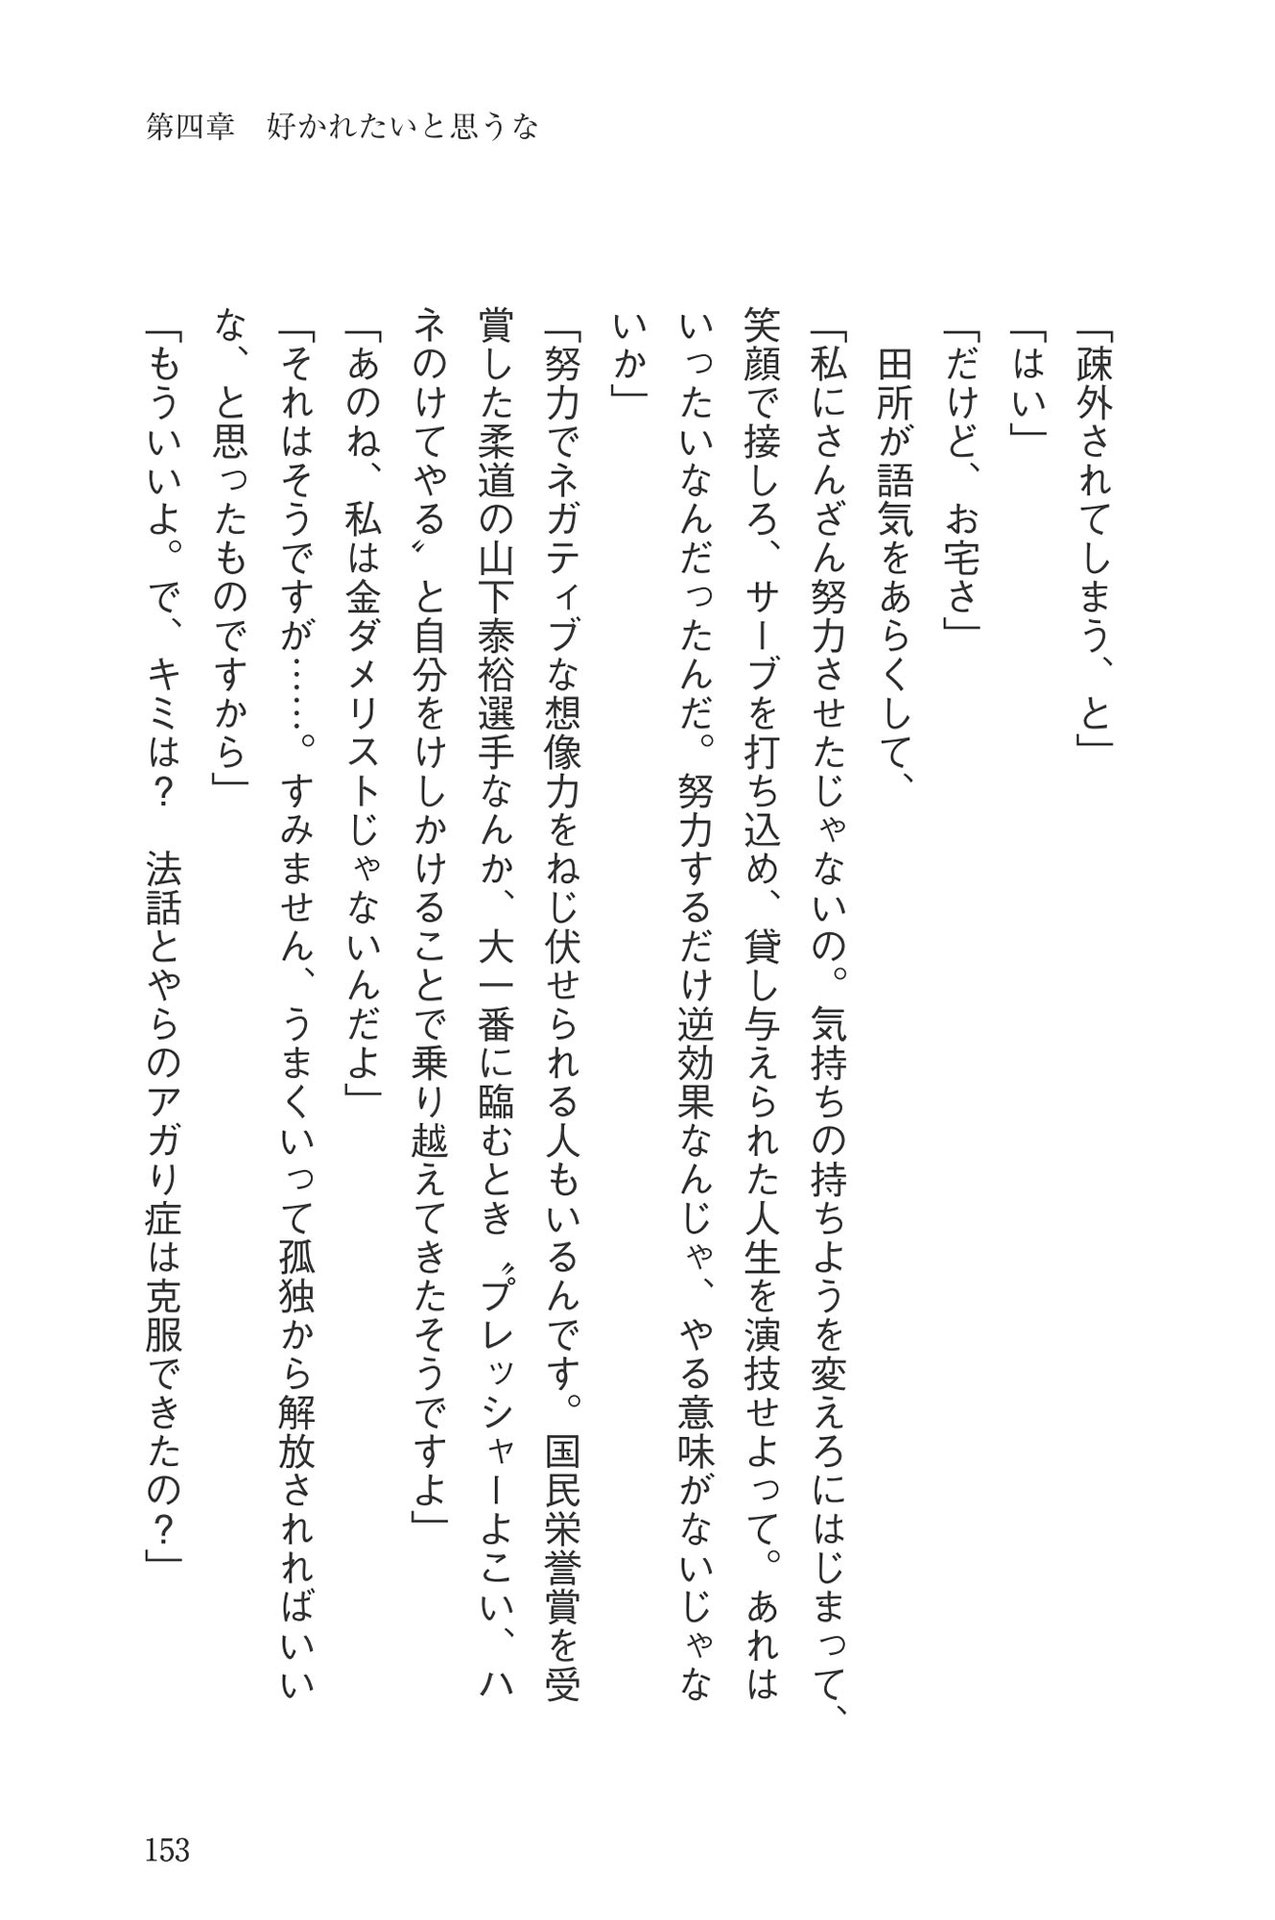 第四章　好かれたいと思うな
「疎外されてしまう、と」
「はい」
「だけど、お宅さ」
　田所が語気をあらくして、
「私にさんざん努力させたじゃないの。気持ちの持ちようを変えろにはじまって、
笑顔で接しろ、サーブを打ち込め、貸し与えられた人生を演技せよって。あれは
いったいなんだったんだ。努力するだけ逆効果なんじゃ、やる意味がないじゃな
いか」
「努力でネガティブな想像力をねじ伏せられる人もいるんです。国民栄誉賞を受
賞した柔道の山下泰裕選手なんか、大一番に臨むとき〝プレッシャーよこい、ハ
ネのけてやる〟と自分をけしかけることで乗り越えてきたそうですよ」
「あのね、私は金ダメリストじゃないんだよ」
「それはそうですが……。すみません、うまくいって孤独から解放されればいい
な、と思ったものですから」
「もういいよ。で、キミは？　法話とやらのアガり症は克服できたの？」
153